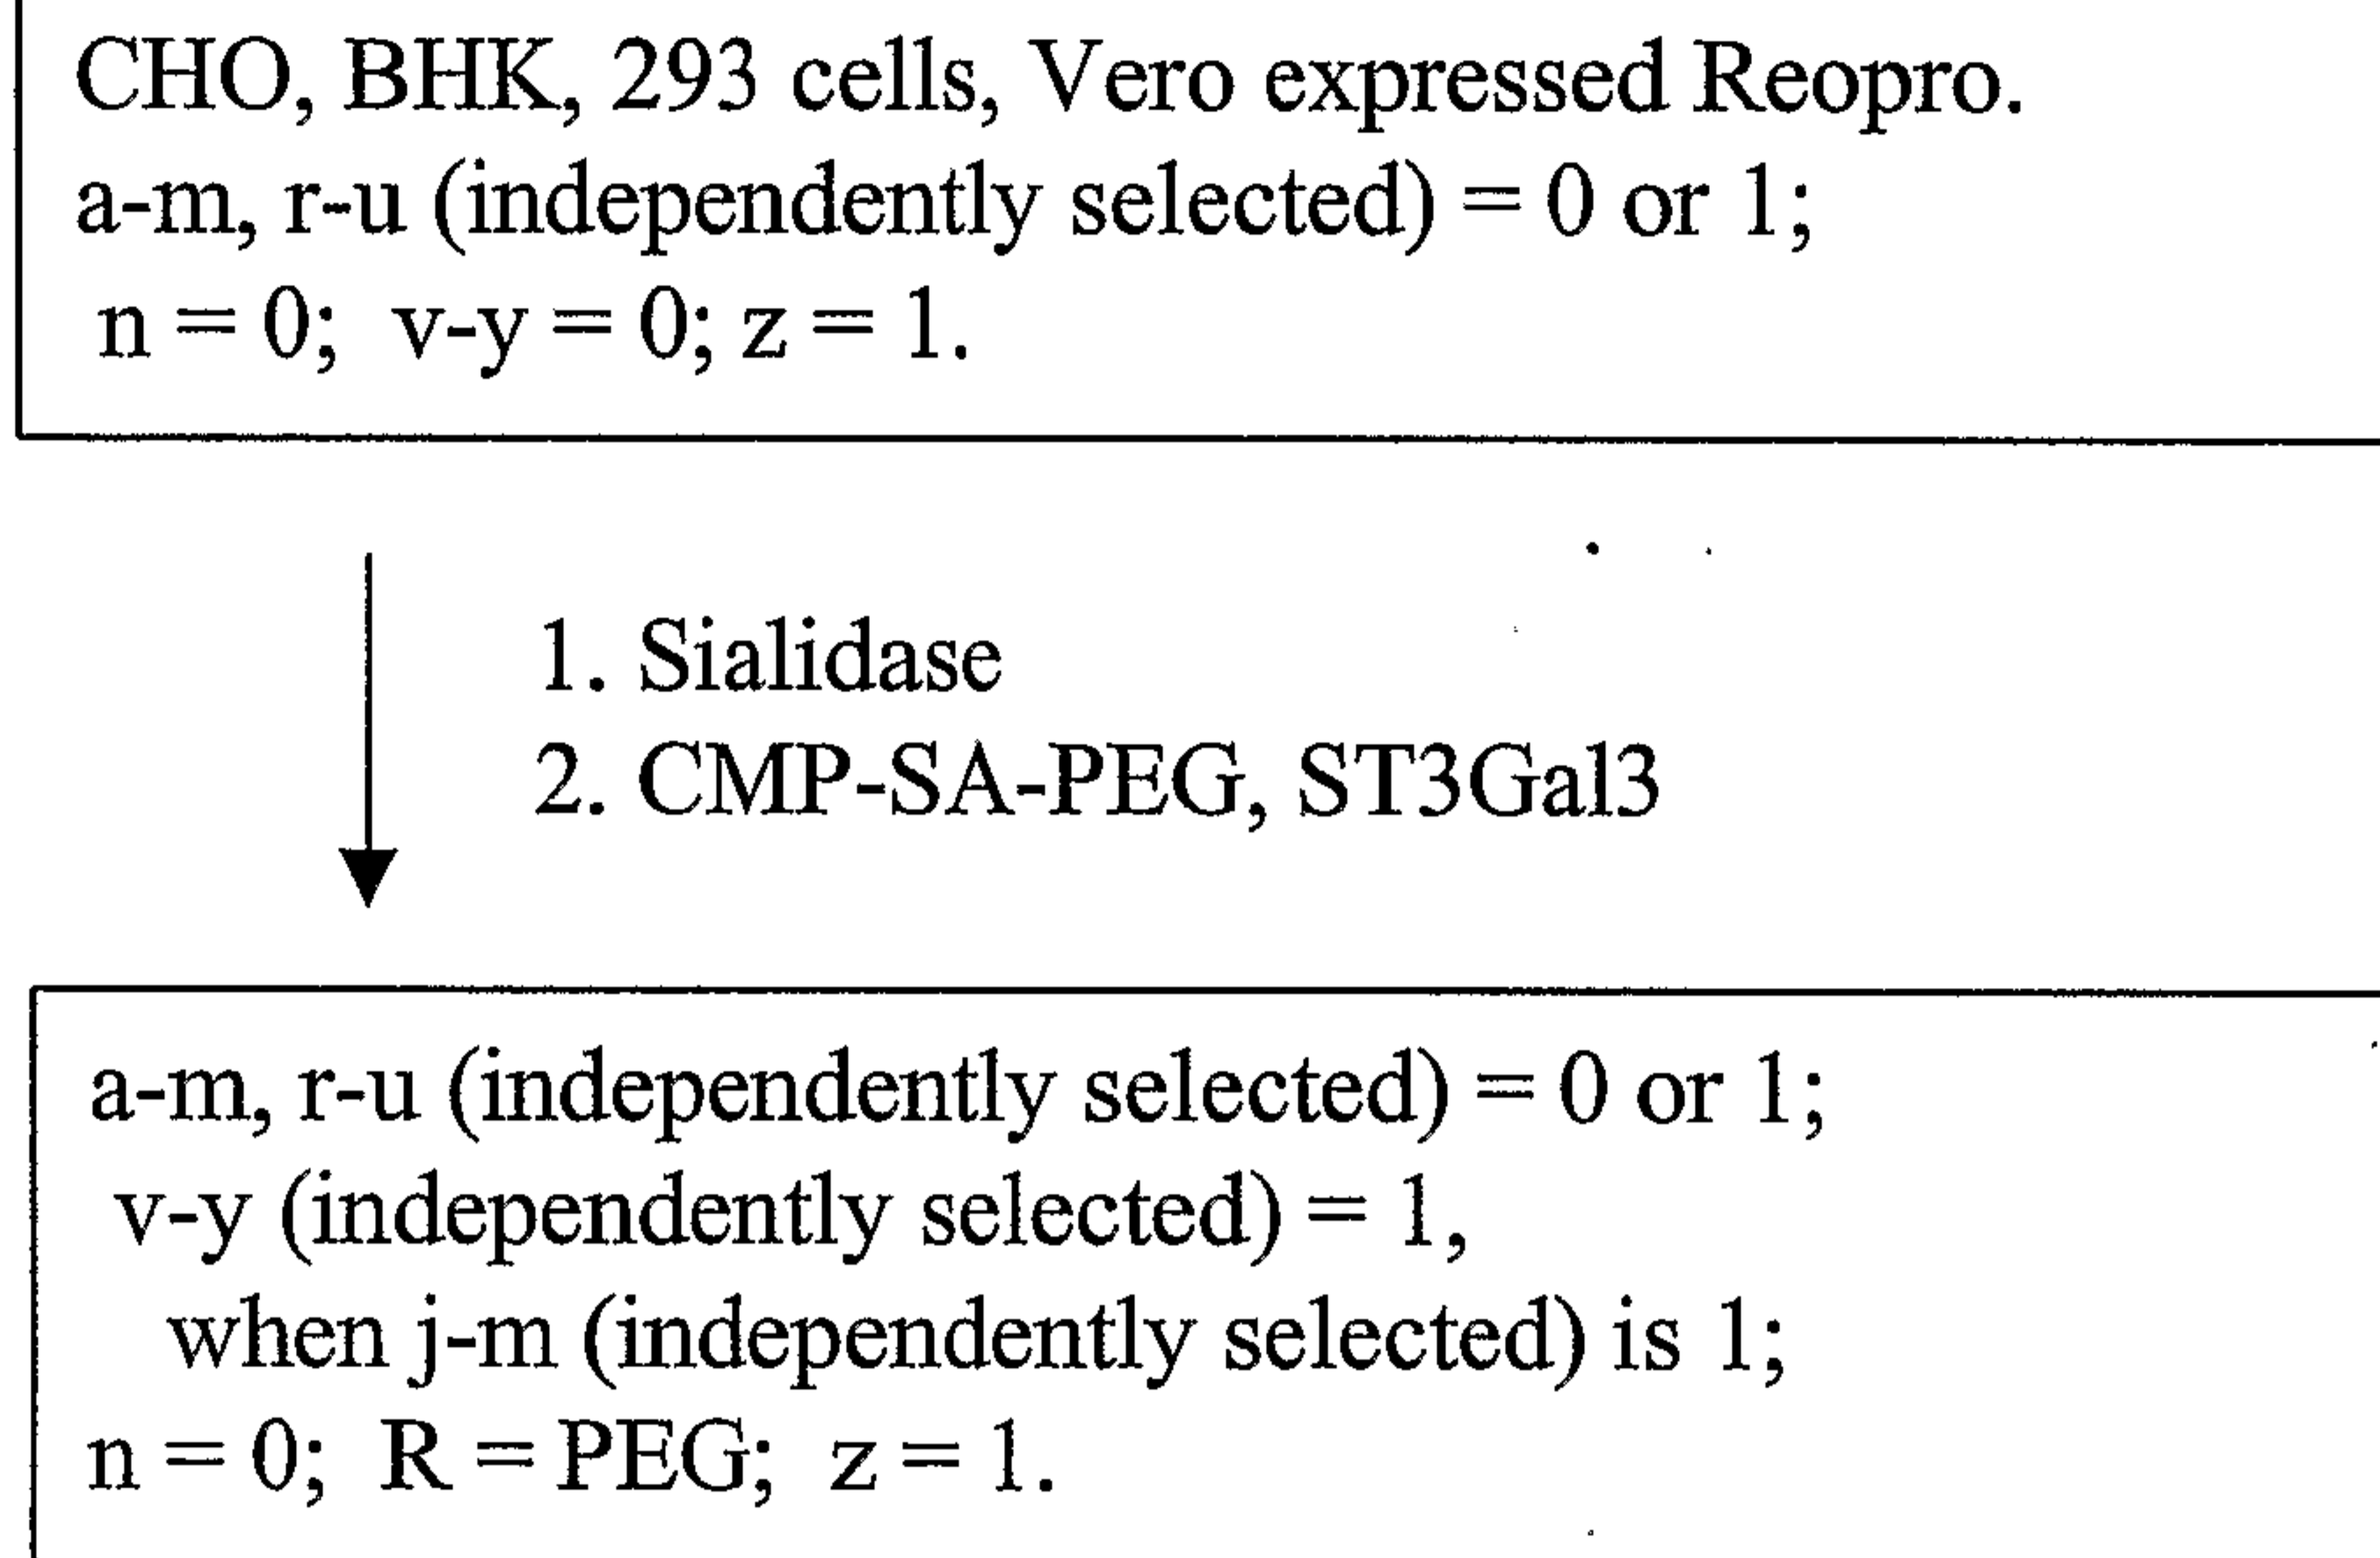 CHO, BHK, 293 cells, Vero expressed Reopro.
a-m, r-u (independently selected) = 0 or 1;
n = 0; v-y = 0; z = 1.
1. Sialidase
2. CMP-SA-PEG, ST3Gal3
a-m, r-u (independently selected) = 0 or 1;
v-y (independently selected) = 1,
when j-m (independently selected) is 1;
n = 0; R = PEG; z = 1.